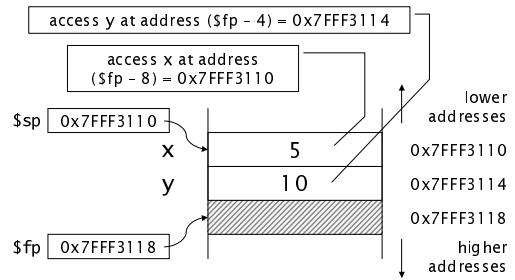 access y at address ($fp – 4) = 0x7FFF3114
access x at address
($fp – 8) = 0x7FFF3110
lower
addresses
$sp 0x7FFF3110
x 5 0x7FFF3110
y 10 0x7FFF3114
0x7FFF3118
$fp 0x7FFF3118
higher
addresses